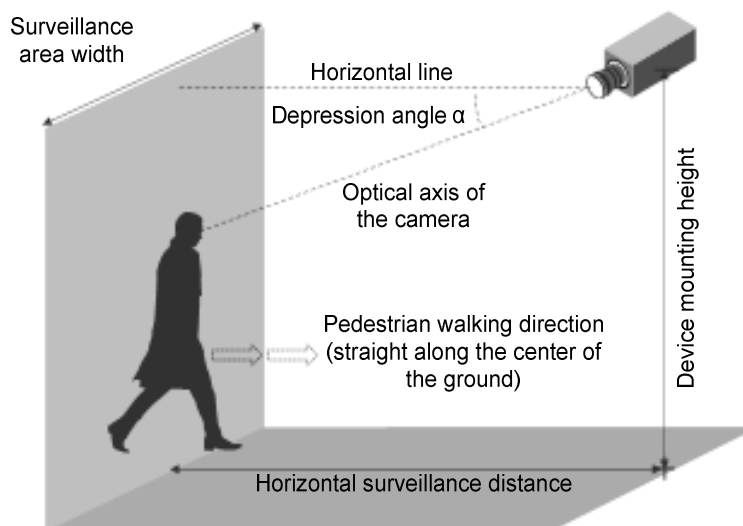 Surveillance
area width
Horizontal line
Depression angle α
Optical axis of
the camera
Device mounting height
Pedestrian walking direction
(straight along the center of
the ground)
Horizontal surveillance distance